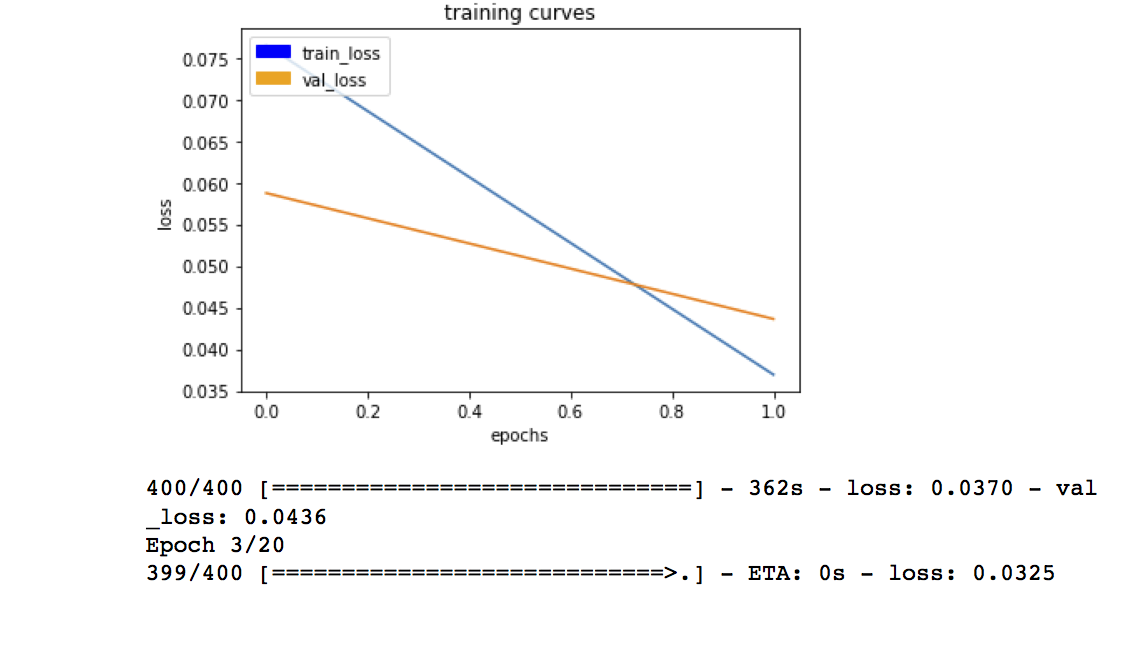 training curves
train_loss
val_loss
0.075
0.070
0.065
0.060
0.055
0.050
0.045
0.040
0.035
loss
0.0 0.2 0.4 0.6 0.8 1.0
epochs
400/400 [==============================] - 362s - loss: 0.0370 - val
_loss: 0.0436
Epoch 3/20
399/400 [============================>.] - ETA: 0s - loss: 0.0325